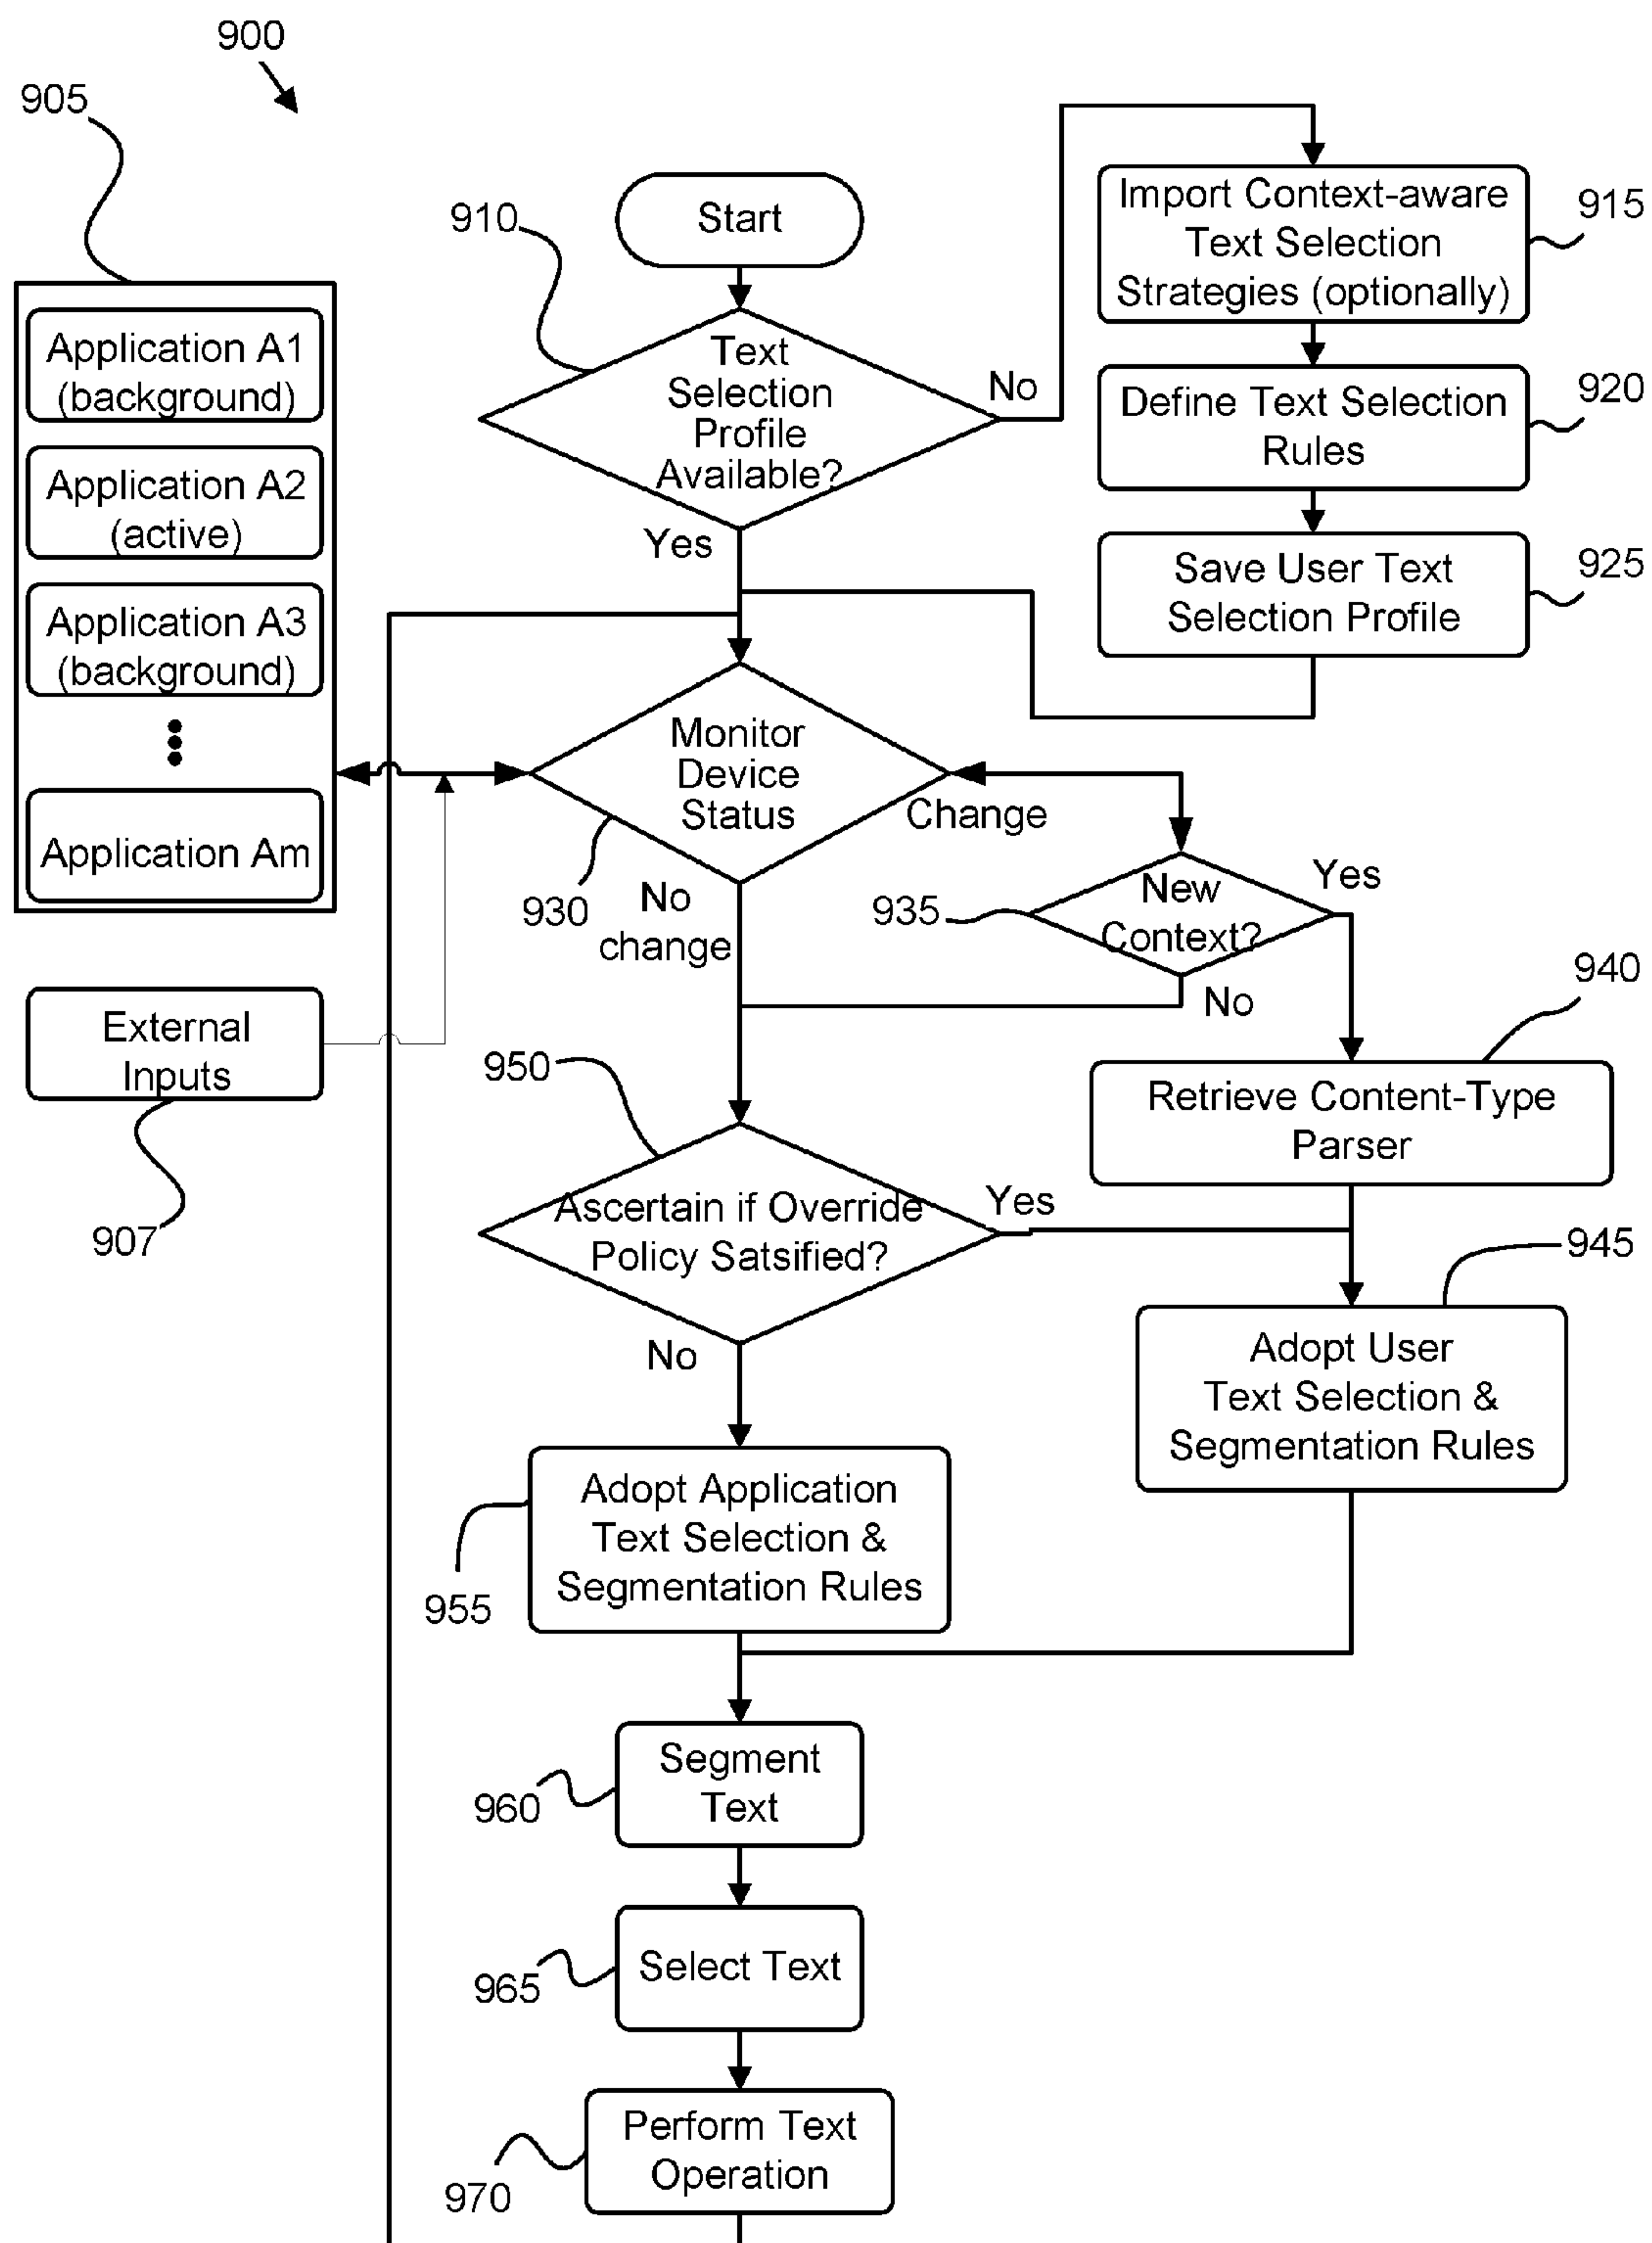 900
905
910
Start
Import Context-aware
Text Selection
Strategies (optionally)
915
Application A1
(background)
Text
Selection
Profile
Available?
No
Yes
Define Text Selection
Rules
920
Application A2
(active)
Save User Text
Selection Profile
925
Application A3
(background)
Application Am
Monitor
Device
Status
930
Change
No
change
New
Context?
935
Yes
No
External
Inputs
907
940
Retrieve Content-Type
Parser
950
Ascertain if Override
Policy Satsified?
Yes
No
945
Adopt User
Text Selection &
Segmentation Rules
Adopt Application
Text Selection &
Segmentation Rules
955
Segment
Text
960
Select Text
965
Perform Text
Operation
970